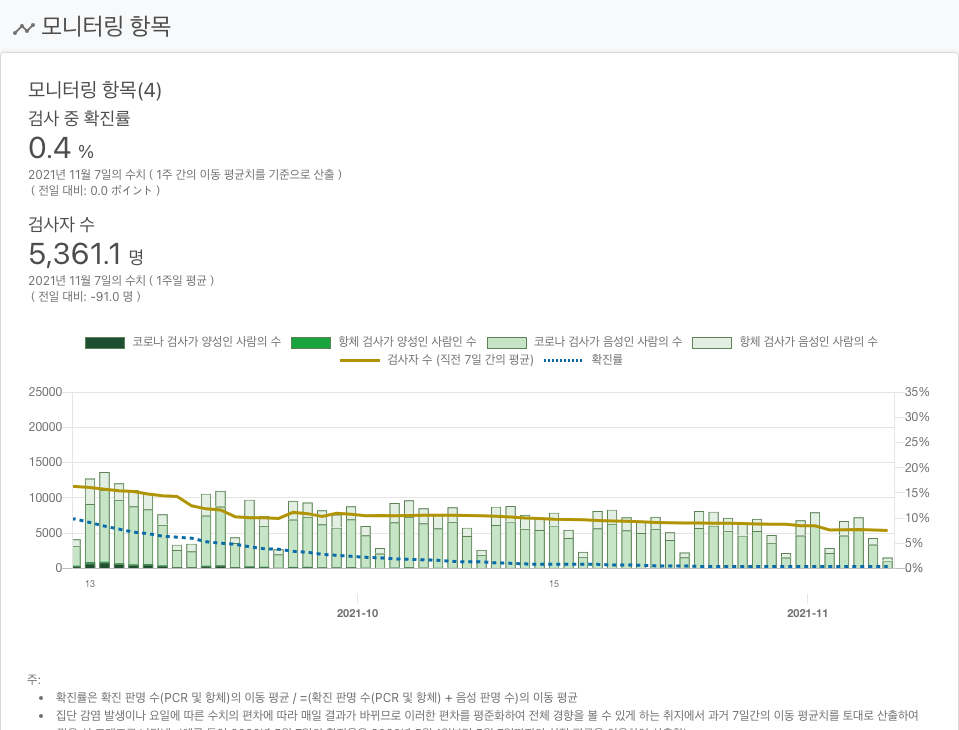 모니터링 항목
모니터링 항목(4)
검사 중 확진률
0.4 %
2021년 11월 7일의 수치 ( 1주 간의 이동 평균치를 기준으로 산출 )
( 전일 대비: 0.0 ポイント )
검사자 수
5,361.1 명
2021년 11월 7일의 수치 ( 1주일 평균 )
( 전일 대비: -91.0 명 )
코로나 검사가 양성인 사람의 수 항체 검사가 양성인 사람인 수 코로나 검사가 음성인 사람의 수 항체 검사가 음성인 사람의 수
검사자 수 (직전 7일 간의 평균) 확진률
25000 35%
30%
20000
25%
15000
20%
10000 15%
10%
5000
5%
0 0%
13 15
2021-10 2021-11
주:
• 확진률은 확진 판명 수(PCR 및 항체)의 이동 평균 / =(확진 판명 수(PCR 및 항체) + 음성 판명 수)의 이동 평균
• 집단 감염 발생이나 요일에 따른 수치의 편차에 따라 매일 결과가 바뀌므로 이러한 편차를 평준화하여 전체 경향을 볼 수 있게 하는 취지에서 과거 7일간의 이동 평균치를 토대로 산출하여